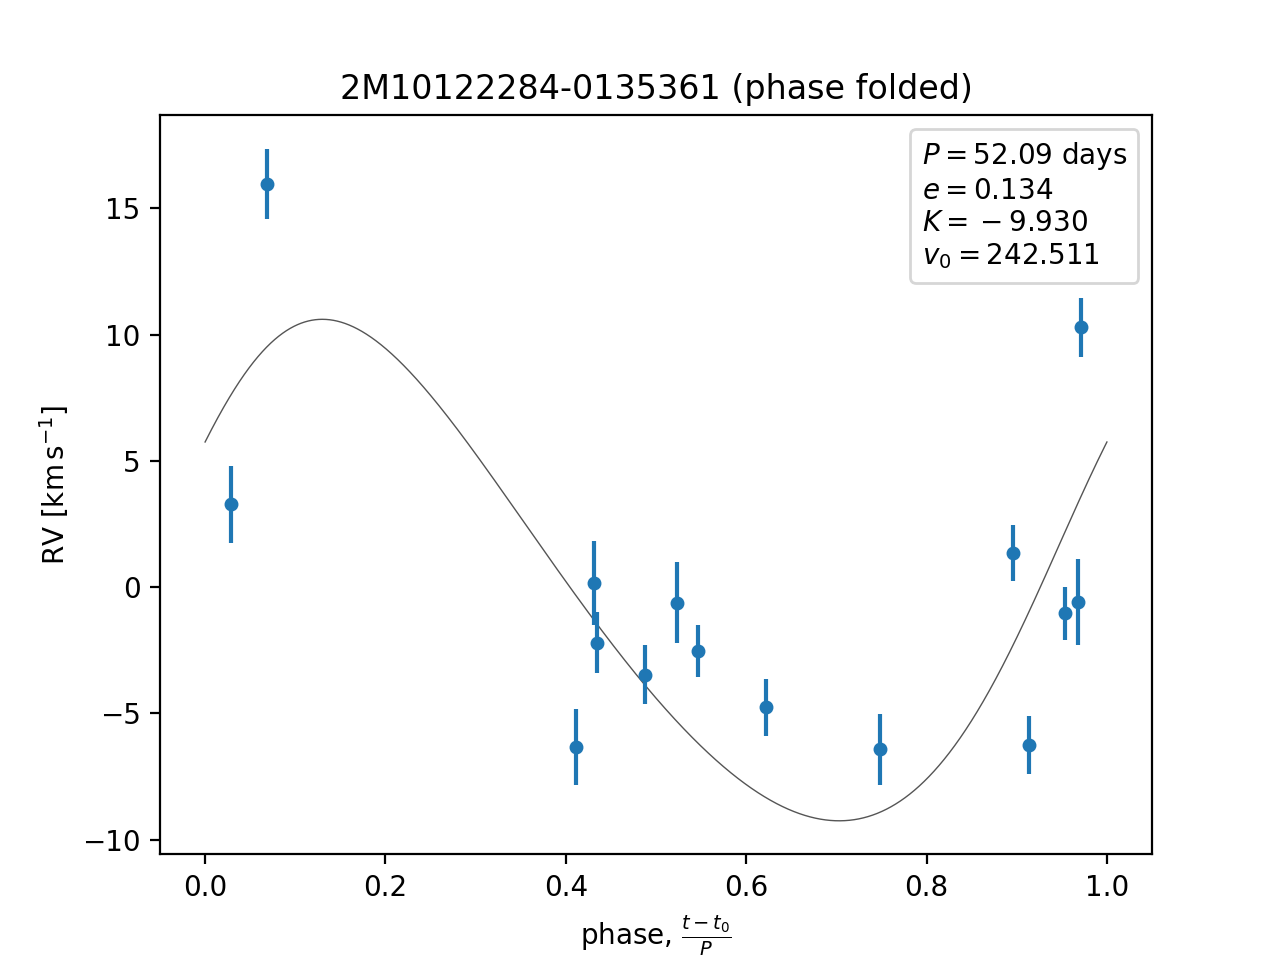 2M10122284-0135361 (phase folded)
P = 52.09 days
e = 0.134
K = −9.930
v₀ = 242.511
RV [km s⁻¹]
15
10
5
0
−5
−10
0.0 0.2 0.4 0.6 0.8 1.0
phase, (t − t₀)/P